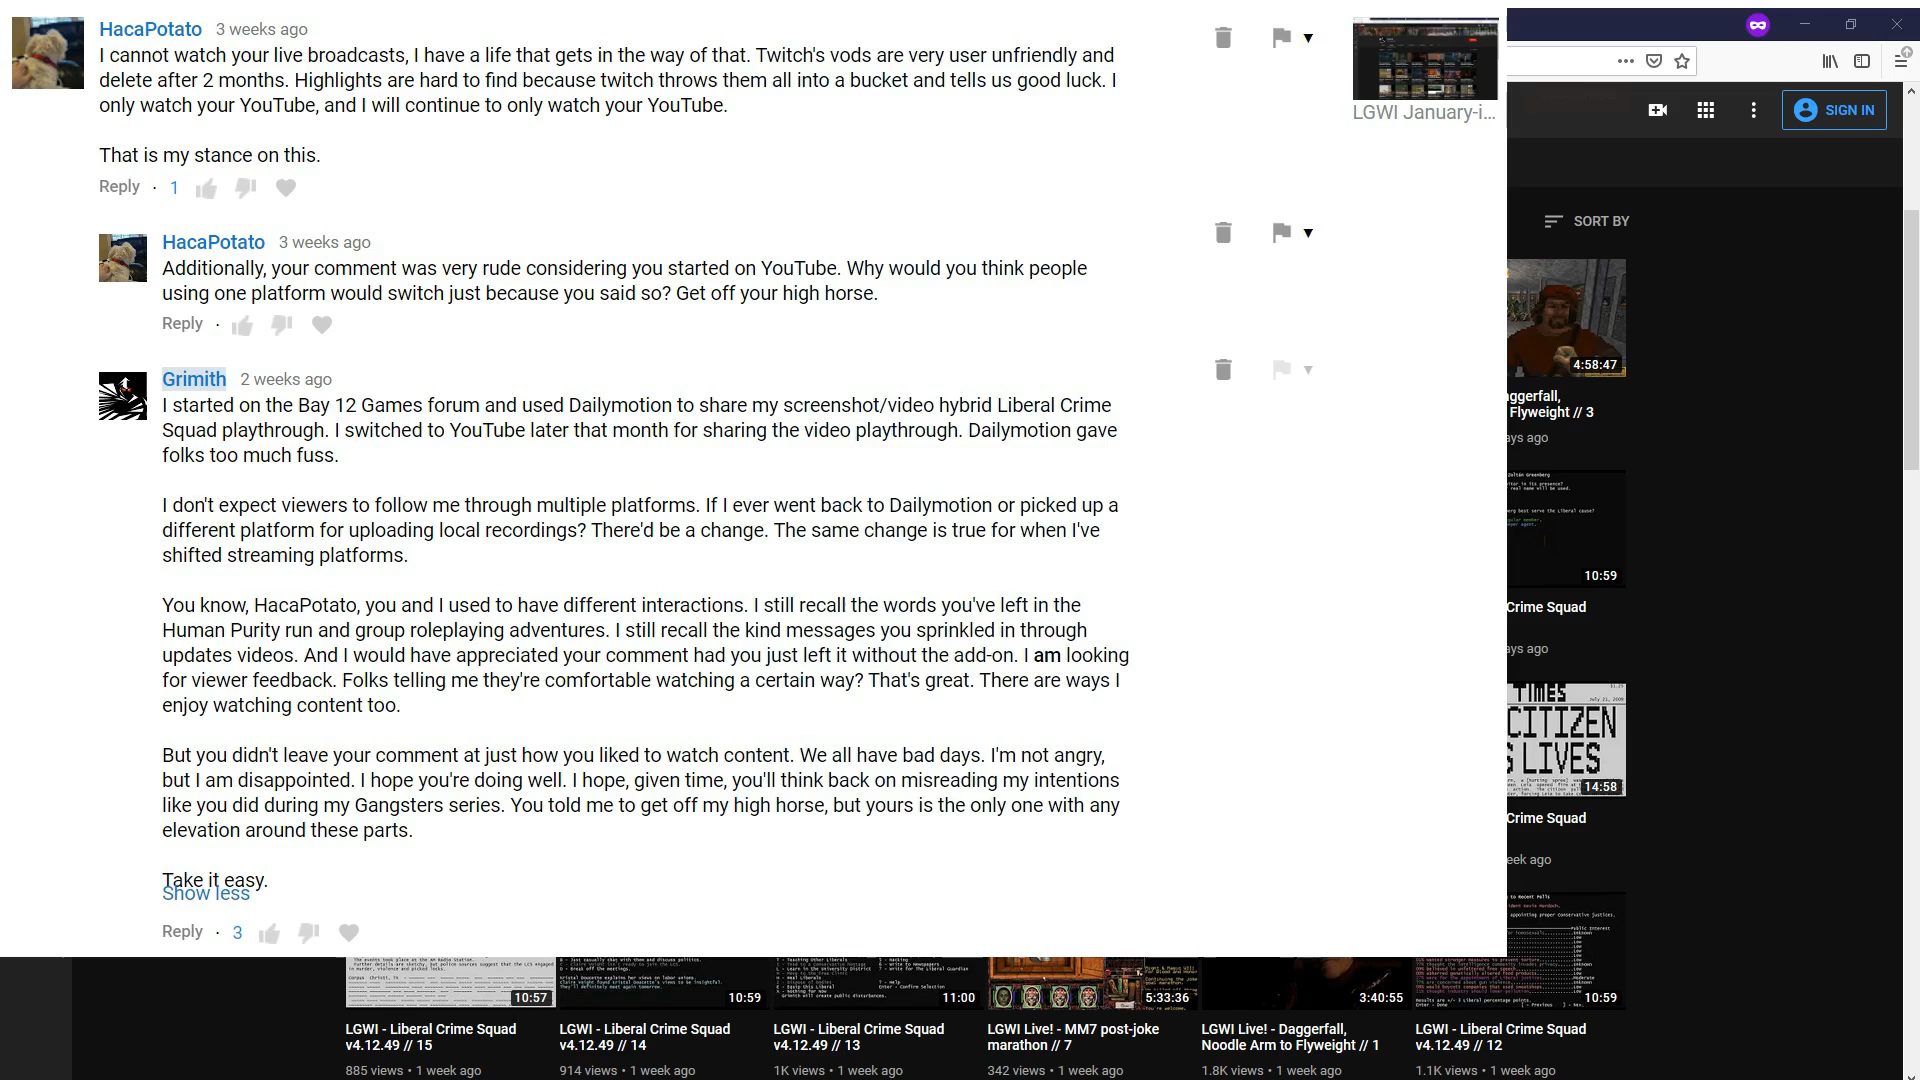 HacaPotato 3 weeks ago
I cannot watch your live broadcasts, I have a life that gets in the way of that. Twitch's vods are very user unfriendly and
delete after 2 months. Highlights are hard to find because twitch throws them all into a bucket and tells us good luck. I
only watch your YouTube, and I will continue to only watch your YouTube.
That is my stance on this.
Reply · 1
LGWI January-i...
SIGN IN
SORT BY
HacaPotato 3 weeks ago
Additionally, your comment was very rude considering you started on YouTube. Why would you think people
using one platform would switch just because you said so? Get off your high horse.
Reply ·
Grimith 2 weeks ago
I started on the Bay 12 Games forum and used Dailymotion to share my screenshot/video hybrid Liberal Crime
Squad playthrough. I switched to YouTube later that month for sharing the video playthrough. Dailymotion gave
folks too much fuss.
I don't expect viewers to follow me through multiple platforms. If I ever went back to Dailymotion or picked up a
different platform for uploading local recordings? There'd be a change. The same change is true for when I've
shifted streaming platforms.
You know, HacaPotato, you and I used to have different interactions. I still recall the words you've left in the
Human Purity run and group roleplaying adventures. I still recall the kind messages you sprinkled in through
updates videos. And I would have appreciated your comment had you just left it without the add-on. I am looking
for viewer feedback. Folks telling me they're comfortable watching a certain way? That's great. There are ways I
enjoy watching content too.
But you didn't leave your comment at just how you liked to watch content. We all have bad days. I'm not angry,
but I am disappointed. I hope you're doing well. I hope, given time, you'll think back on misreading my intentions
like you did during my Gangsters series. You told me to get off my high horse, but yours is the only one with any
elevation around these parts.
Take it easy.
Show less
Reply · 3
4:58:47
aggerfall,
Flyweight // 3
ays ago
10:59
Crime Squad
ays ago
TIMES
CITIZEN
S LIVES
14:58
Crime Squad
eek ago
10:57
10:59
11:00
5:33:36
3:40:55
10:59
LGWI - Liberal Crime Squad
v4.12.49 // 15
885 views • 1 week ago
LGWI - Liberal Crime Squad
v4.12.49 // 14
914 views • 1 week ago
LGWI - Liberal Crime Squad
v4.12.49 // 13
1K views • 1 week ago
LGWI Live! - MM7 post-joke
marathon // 7
342 views • 1 week ago
LGWI Live! - Daggerfall,
Noodle Arm to Flyweight // 1
1.8K views • 1 week ago
LGWI - Liberal Crime Squad
v4.12.49 // 12
1.1K views • 1 week ago